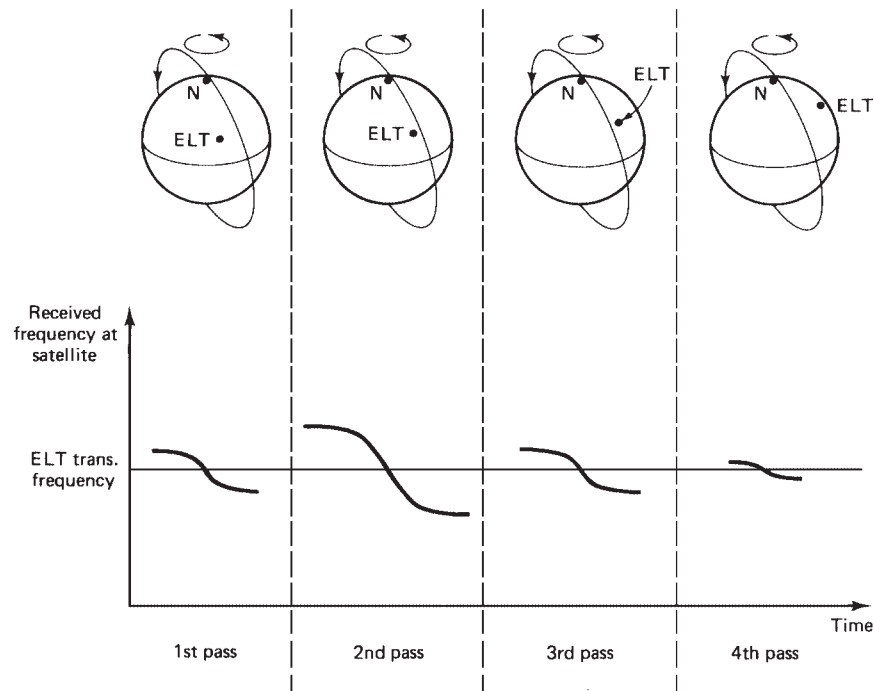 N
ELT
N
ELT
N
ELT
N
ELT
Received
frequency at
satellite
ELT trans.
frequency
Time
1st pass
2nd pass
3rd pass
4th pass